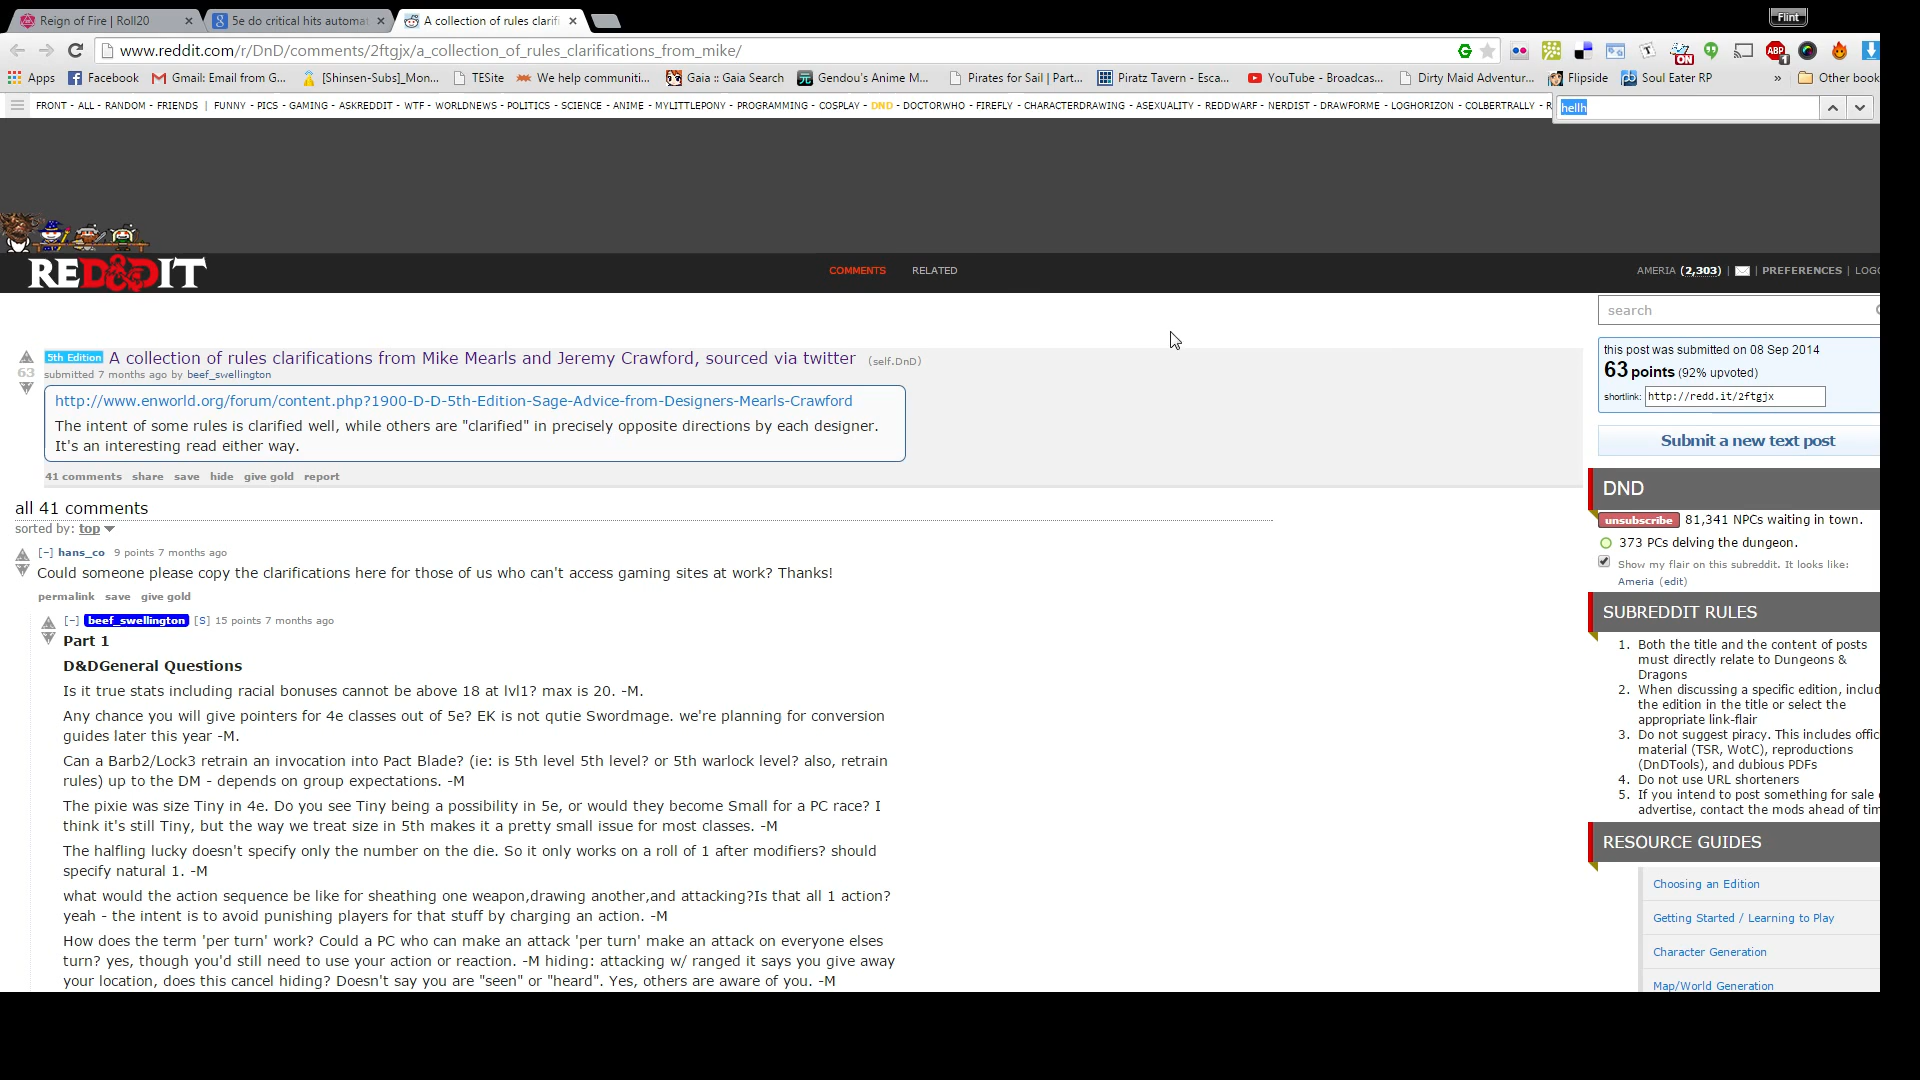 Reign of Fire | Roll20
5e do critical hits automat
A collection of rules clarifi
Flint
www.reddit.com/r/DnD/comments/2ftgjx/a_collection_of_rules_clarifications_from_mike/
Apps Facebook Gmail: Email from G... [Shinsen-Subs]_Mon... TESite We help communiti... Gaia :: Gaia Search Gendou's Anime M... Pirates for Sail | Part... Piratz Tavern - Esca... YouTube - Broadcas... Dirty Maid Adventur... Flipside Soul Eater RP » Other book
FRONT - ALL - RANDOM - FRIENDS | FUNNY - PICS - GAMING - ASKREDDIT - WTF - WORLDNEWS - POLITICS - SCIENCE - ANIME - MYLITTLEPONY - PROGRAMMING - COSPLAY - DND - DOCTORWHO - FIREFLY - CHARACTERDRAWING - ASEXUALITY - REDDWARF - NERDIST - DRAWFORME - LOGHORIZON - COLBERTRALLY - R
hellh
REDDIT
COMMENTS RELATED
AMERIA (2,303) | | PREFERENCES | LOG
search
63
5th Edition A collection of rules clarifications from Mike Mearls and Jeremy Crawford, sourced via twitter (self.DnD)
submitted 7 months ago by beef_swellington
http://www.enworld.org/forum/content.php?1900-D-D-5th-Edition-Sage-Advice-from-Designers-Mearls-Crawford
The intent of some rules is clarified well, while others are "clarified" in precisely opposite directions by each designer.
It's an interesting read either way.
41 comments share save hide give gold report
all 41 comments
sorted by: top
[–] hans_co 9 points 7 months ago
Could someone please copy the clarifications here for those of us who can't access gaming sites at work? Thanks!
permalink save give gold
[–] beef_swellington [S] 15 points 7 months ago
Part 1
D&DGeneral Questions
Is it true stats including racial bonuses cannot be above 18 at lvl1? max is 20. -M.
Any chance you will give pointers for 4e classes out of 5e? EK is not qutie Swordmage. we're planning for conversion
guides later this year -M.
Can a Barb2/Lock3 retrain an invocation into Pact Blade? (ie: is 5th level 5th level? or 5th warlock level? also, retrain
rules) up to the DM - depends on group expectations. -M
The pixie was size Tiny in 4e. Do you see Tiny being a possibility in 5e, or would they become Small for a PC race? I
think it's still Tiny, but the way we treat size in 5th makes it a pretty small issue for most classes. -M
The halfling lucky doesn't specify only the number on the die. So it only works on a roll of 1 after modifiers? should
specify natural 1. -M
what would the action sequence be like for sheathing one weapon,drawing another,and attacking?Is that all 1 action?
yeah - the intent is to avoid punishing players for that stuff by charging an action. -M
How does the term 'per turn' work? Could a PC who can make an attack 'per turn' make an attack on everyone elses
turn? yes, though you'd still need to use your action or reaction. -M hiding: attacking w/ ranged it says you give away
your location, does this cancel hiding? Doesn't say you are "seen" or "heard". Yes, others are aware of you. -M
this post was submitted on 08 Sep 2014
63 points (92% upvoted)
shortlink: http://redd.it/2ftgjx
Submit a new text post
DND
unsubscribe 81,341 NPCs waiting in town.
373 PCs delving the dungeon.
Show my flair on this subreddit. It looks like:
Ameria (edit)
SUBREDDIT RULES
1. Both the title and the content of posts
must directly relate to Dungeons &
Dragons
2. When discussing a specific edition, includ
the edition in the title or select the
appropriate link-flair
3. Do not suggest piracy. This includes offic
material (TSR, WotC), reproductions
(DnDTools), and dubious PDFs
4. Do not use URL shorteners
5. If you intend to post something for sale
advertise, contact the mods ahead of tim
RESOURCE GUIDES
Choosing an Edition
Getting Started / Learning to Play
Character Generation
Map/World Generation